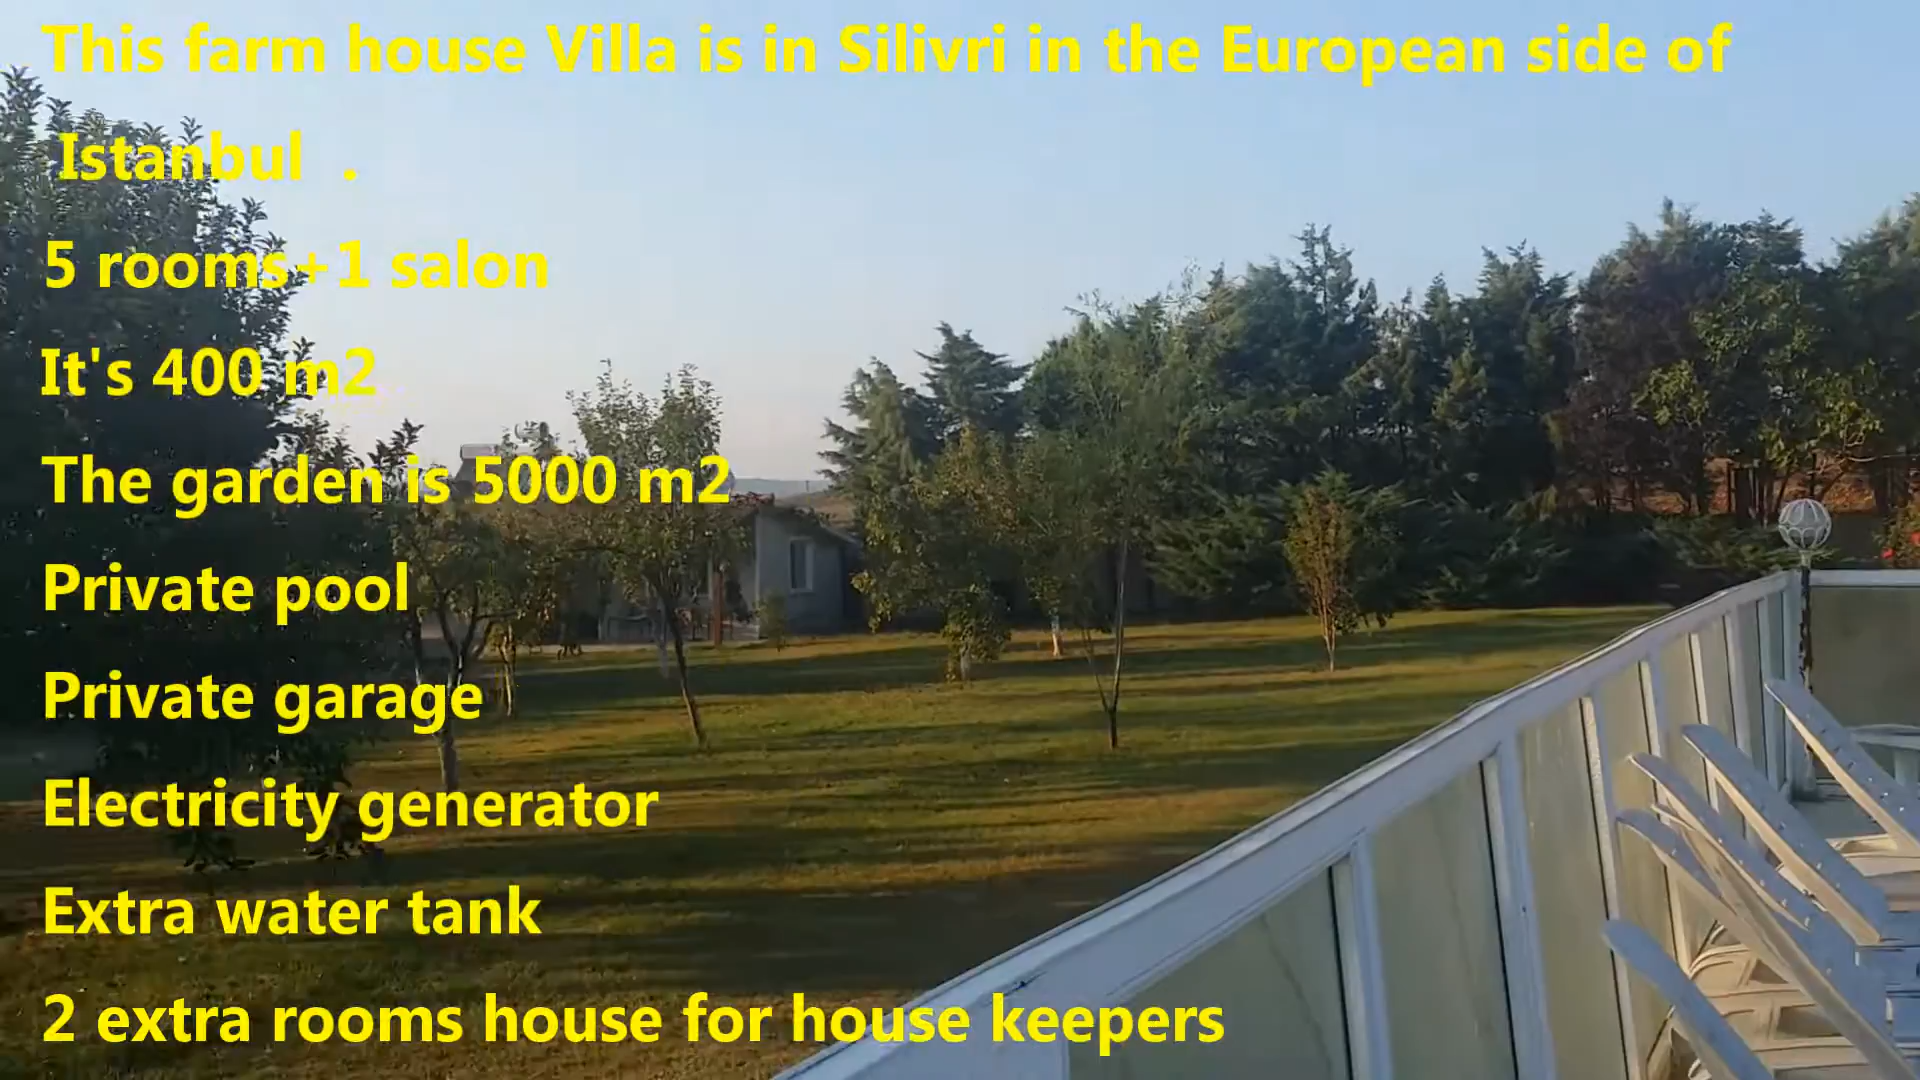 This farm house Villa is in Silivri in the European side of
Istanbul .
5 rooms+1 salon
It's 400 m2
The garden is 5000 m2
Private pool
Private garage
Electricity generator
Extra water tank
2 extra rooms house for house keepers